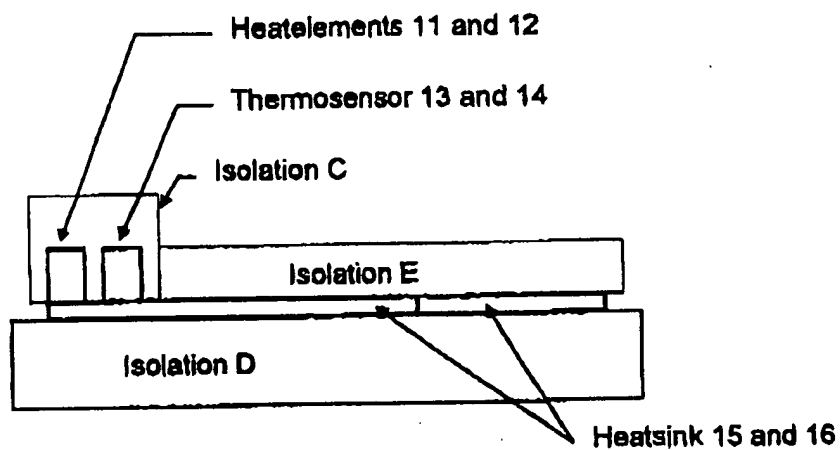 Heatelements 11 and 12
Thermosensor 13 and 14
Isolation C
Isolation E
Isolation D
Heatsink 15 and 16